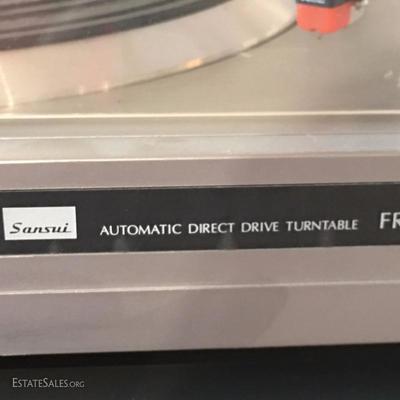 Sansui AUTOMATIC DIRECT DRIVE TURNTABLE FR
ESTATESALES.ORG